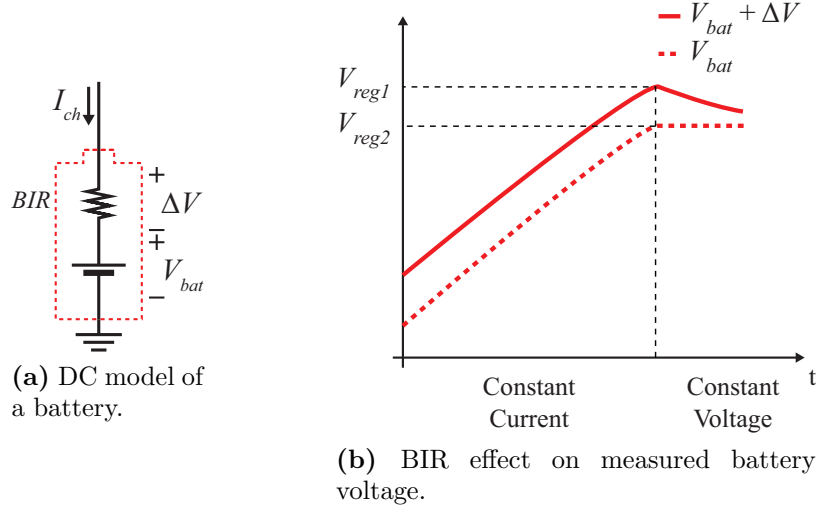 I_ch
BIR
+
ΔV
−
+
V_bat
−
(a) DC model of
a battery.
V_bat + ΔV
V_bat
V_reg1
V_reg2
t
Constant
Current
Constant
Voltage
(b) BIR effect on measured battery
voltage.